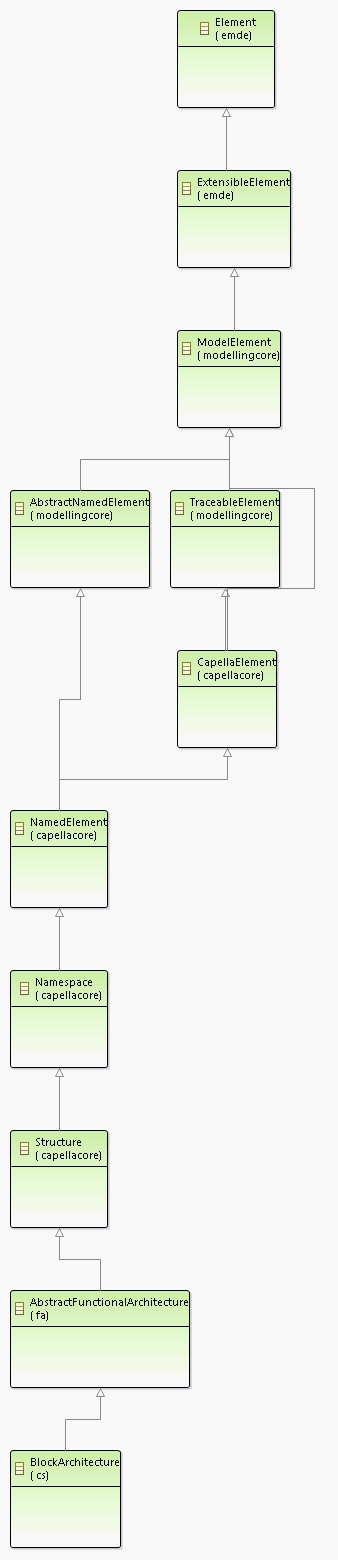 Element
( emde)
ExtensibleElement
( emde)
ModelElement
( modellingcore)
AbstractNamedElement
( modellingcore)
TraceableElement
( modellingcore)
CapellaElement
( capellacore)
NamedElement
( capellacore)
Namespace
( capellacore)
Structure
( capellacore)
AbstractFunctionalArchitecture
( fa)
BlockArchitecture
( cs)